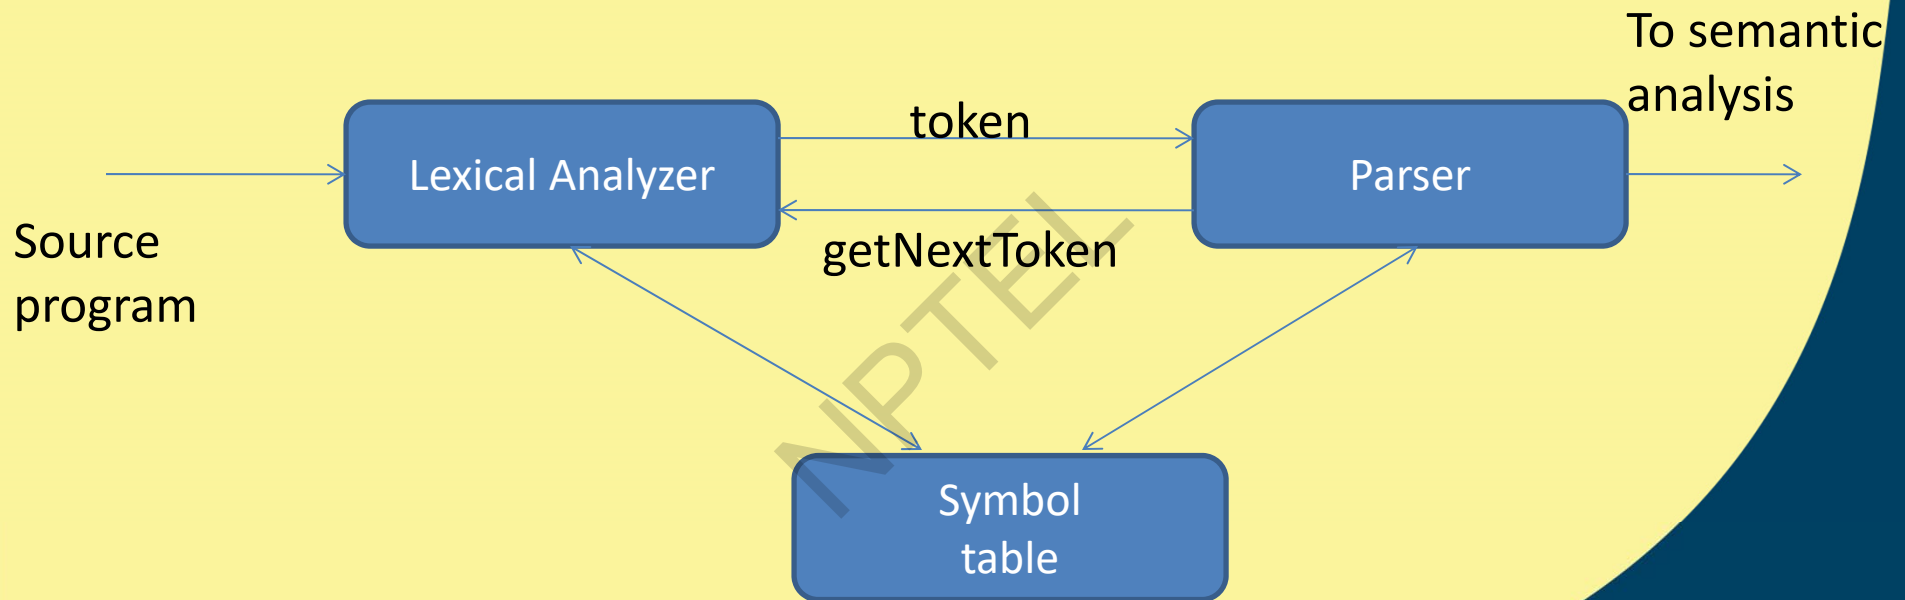 To semantic
analysis
token
Lexical Analyzer
Parser
getNextToken
Source
program
NPTEL
Symbol
table